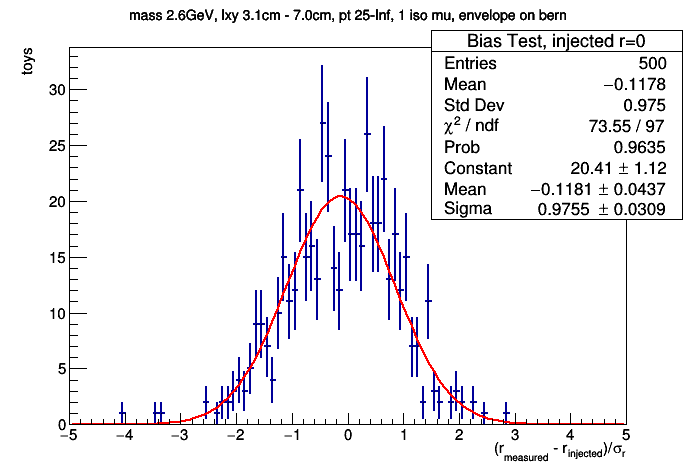 mass 2.6GeV, lxy 3.1cm - 7.0cm, pt 25-Inf, 1 iso mu, envelope on bern
Bias Test, injected r=0
Entries 500
Mean −0.1178
Std Dev 0.975
χ² / ndf 73.55 / 97
Prob 0.9635
Constant 20.41 ± 1.12
Mean −0.1181 ± 0.0437
Sigma 0.9755 ± 0.0309
toys
30
25
20
15
10
5
0
−5 −4 −3 −2 −1 0 1 2 3 4 5
(r_measured - r_injected)/σ_r